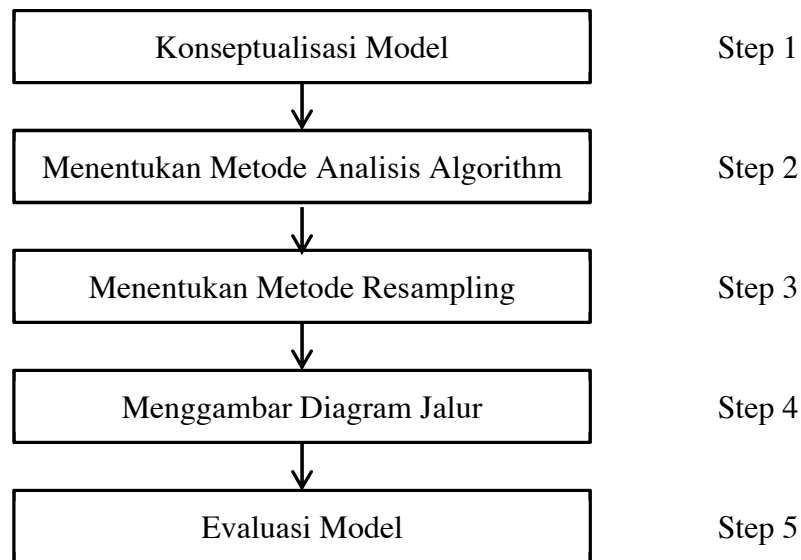 Konseptualisasi Model Step 1
Menentukan Metode Analisis Algorithm Step 2
Menentukan Metode Resampling Step 3
Menggambar Diagram Jalur Step 4
Evaluasi Model Step 5